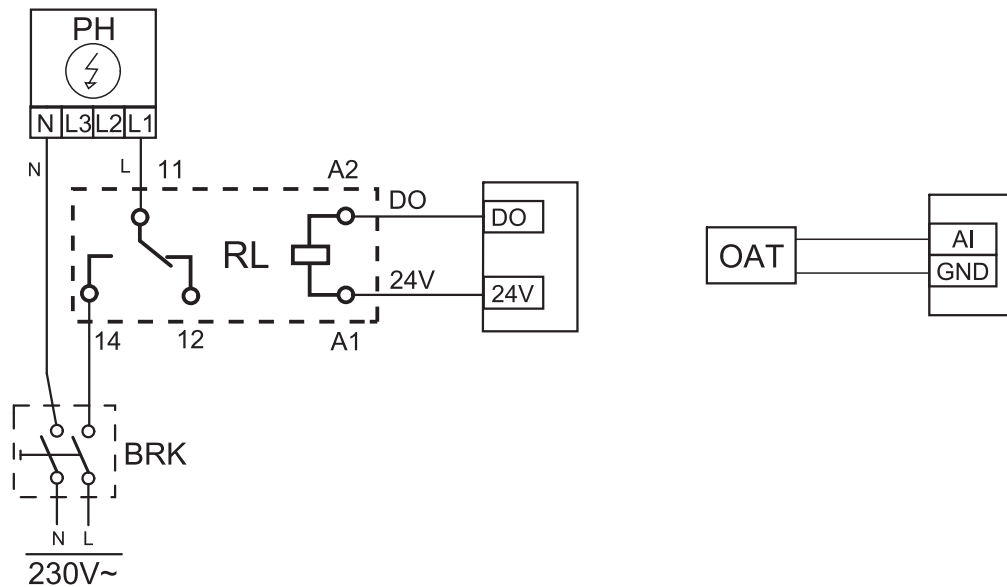 PH
N L3 L2 L1
N
L
11
A2
DO
DO
RL
24V
24V
14
12
A1
BRK
N L
230V~
OAT
AI
GND